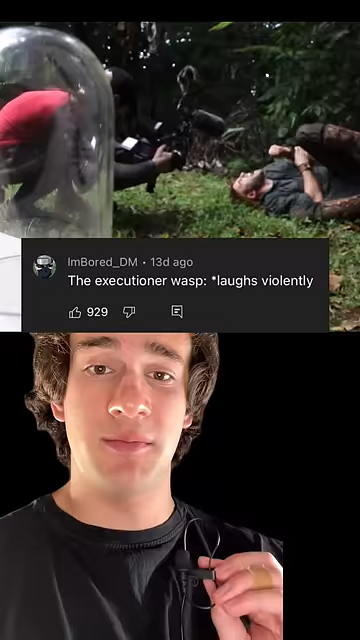 ImBored_DM • 13d ago
The executioner wasp: *laughs violently
929